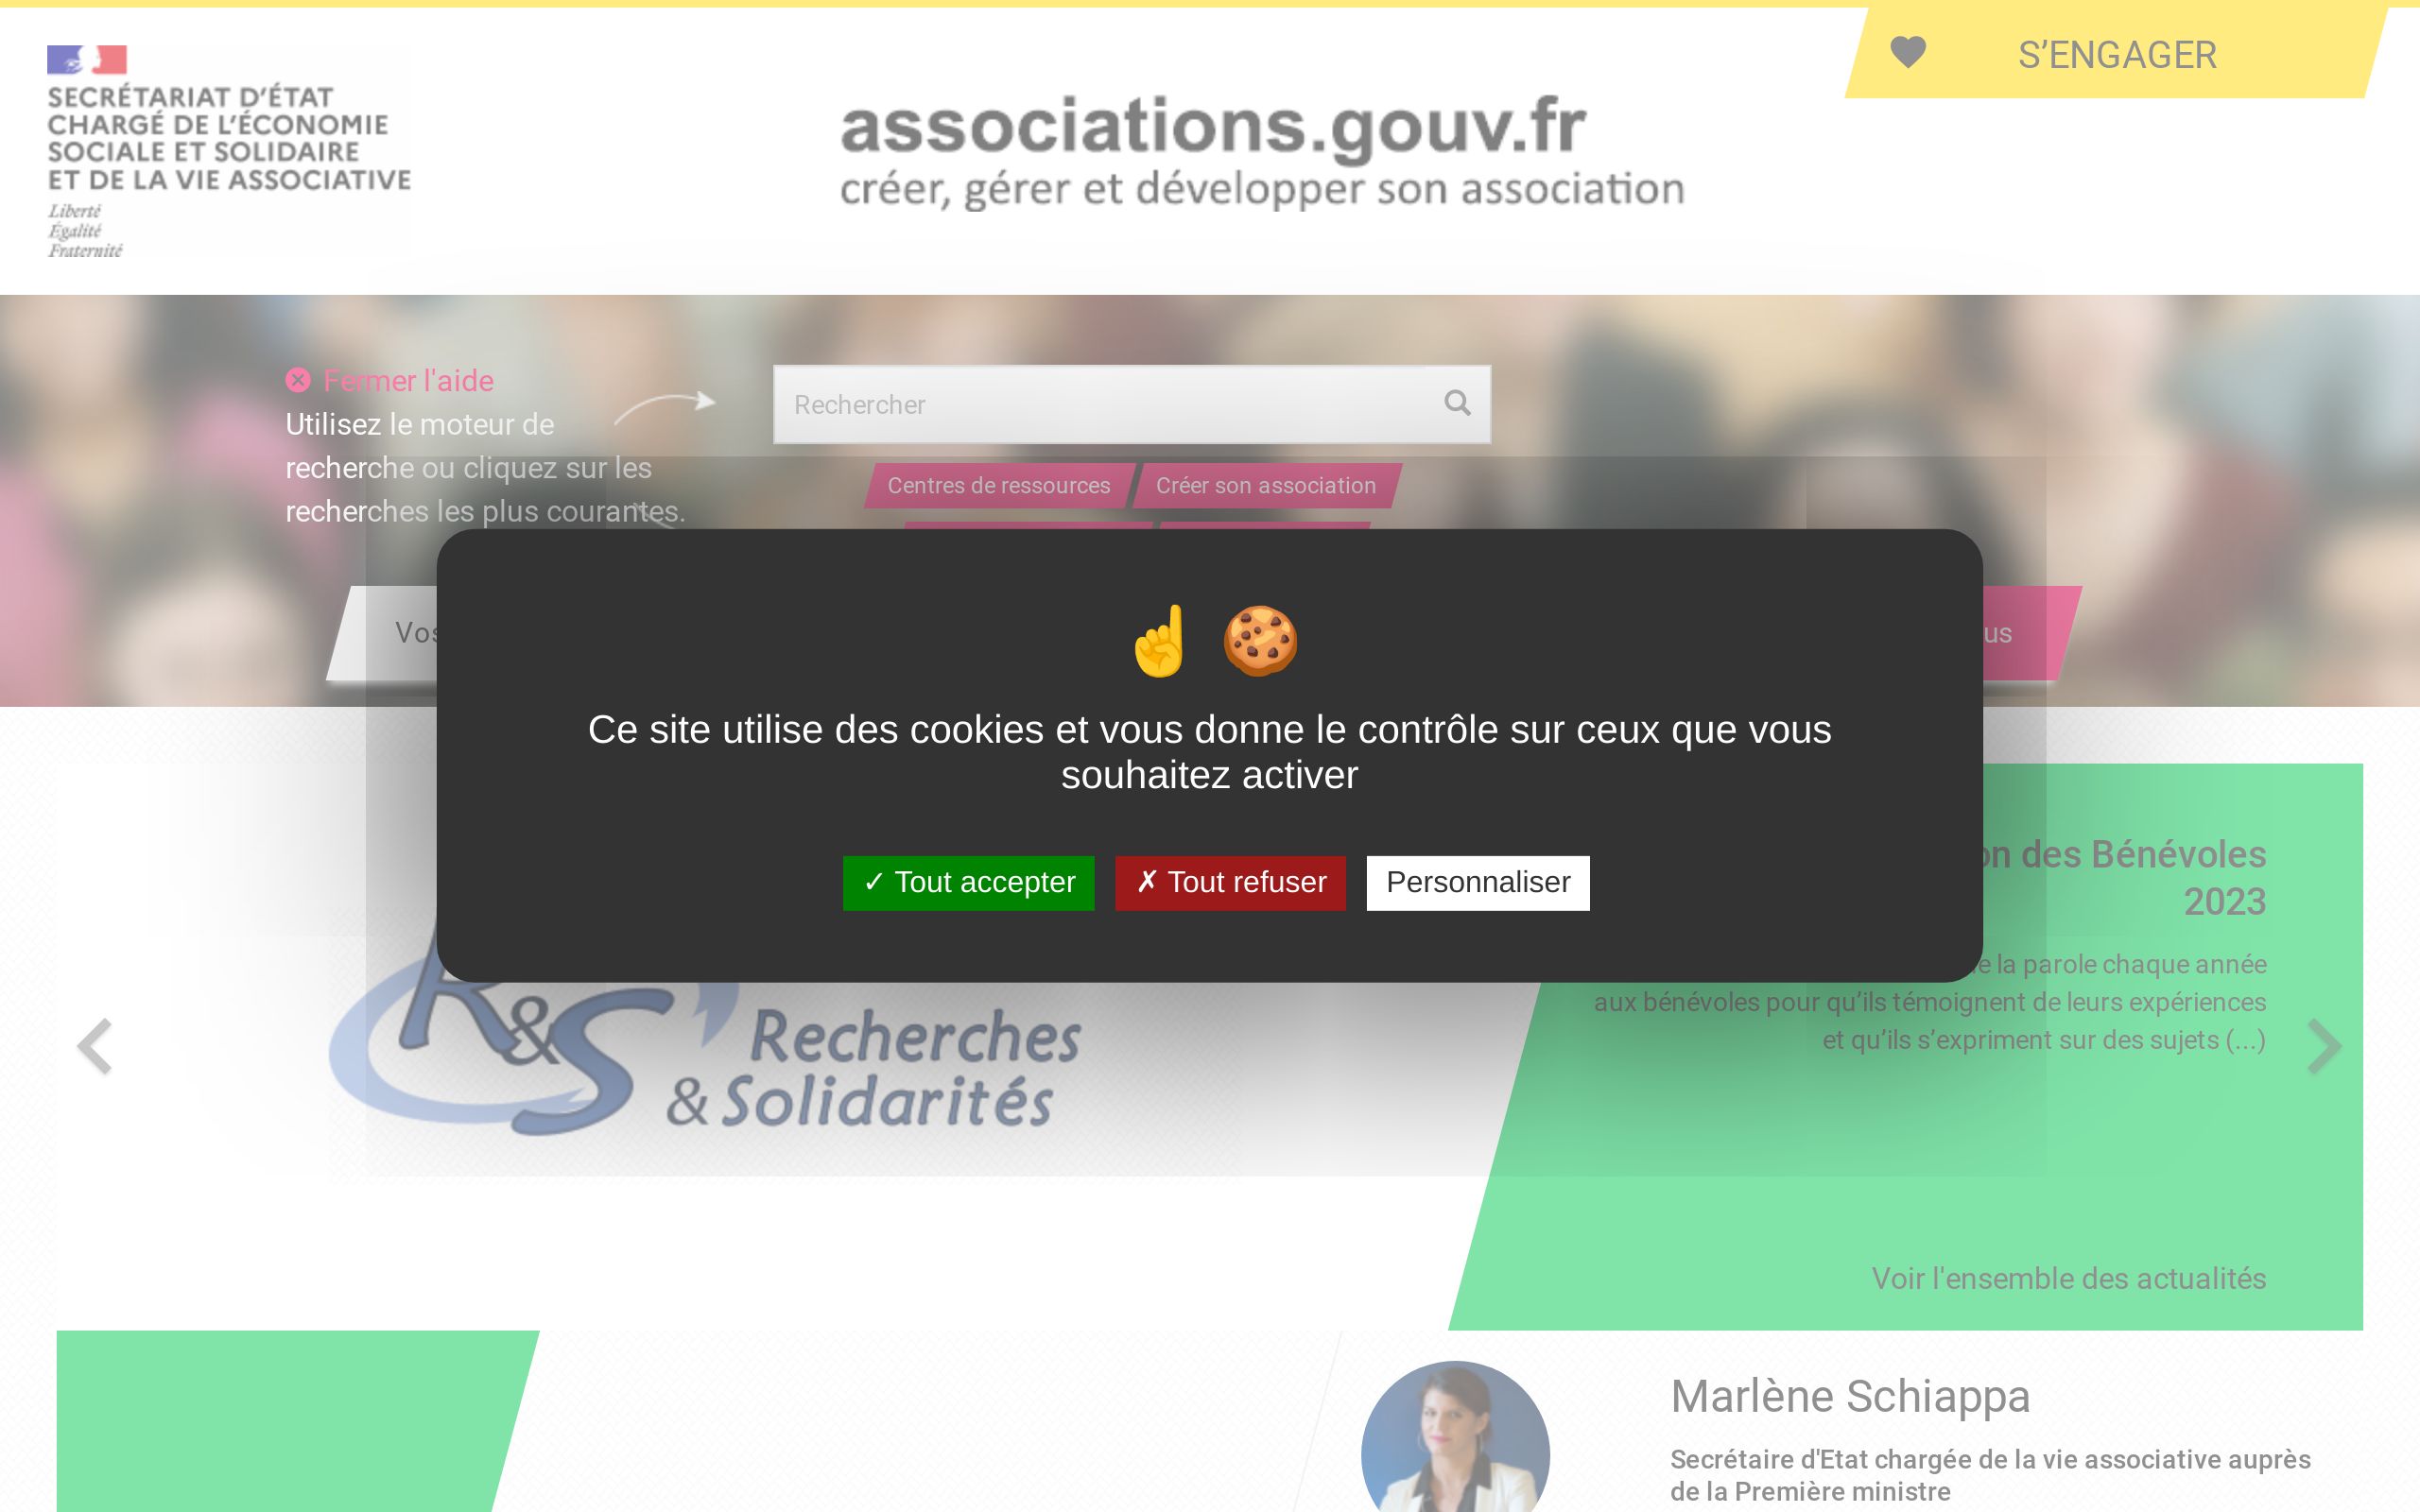 S’ENGAGER
SECRÉTARIAT D’ÉTAT
CHARGÉ DE L’ÉCONOMIE
SOCIALE ET SOLIDAIRE
ET DE LA VIE ASSOCIATIVE
Liberté
Égalité
Fraternité
associations.gouv.fr
créer, gérer et développer son association
Fermer l'aide
Utilisez le moteur de
recherche ou cliquez sur les
recherches les plus courantes.
Rechercher
Centres de ressources
Créer son association
☝️ 🍪
Ce site utilise des cookies et vous donne le contrôle sur ceux que vous
souhaitez activer
✓ Tout accepter
✗ Tout refuser
Personnaliser
des Bénévoles
2023
la parole chaque année
aux bénévoles pour qu’ils témoignent de leurs expériences
et qu’ils s’expriment sur des sujets (...)
R&S'
Recherches
& Solidarités
Voir l'ensemble des actualités
Marlène Schiappa
Secrétaire d'Etat chargée de la vie associative auprès
de la Première ministre